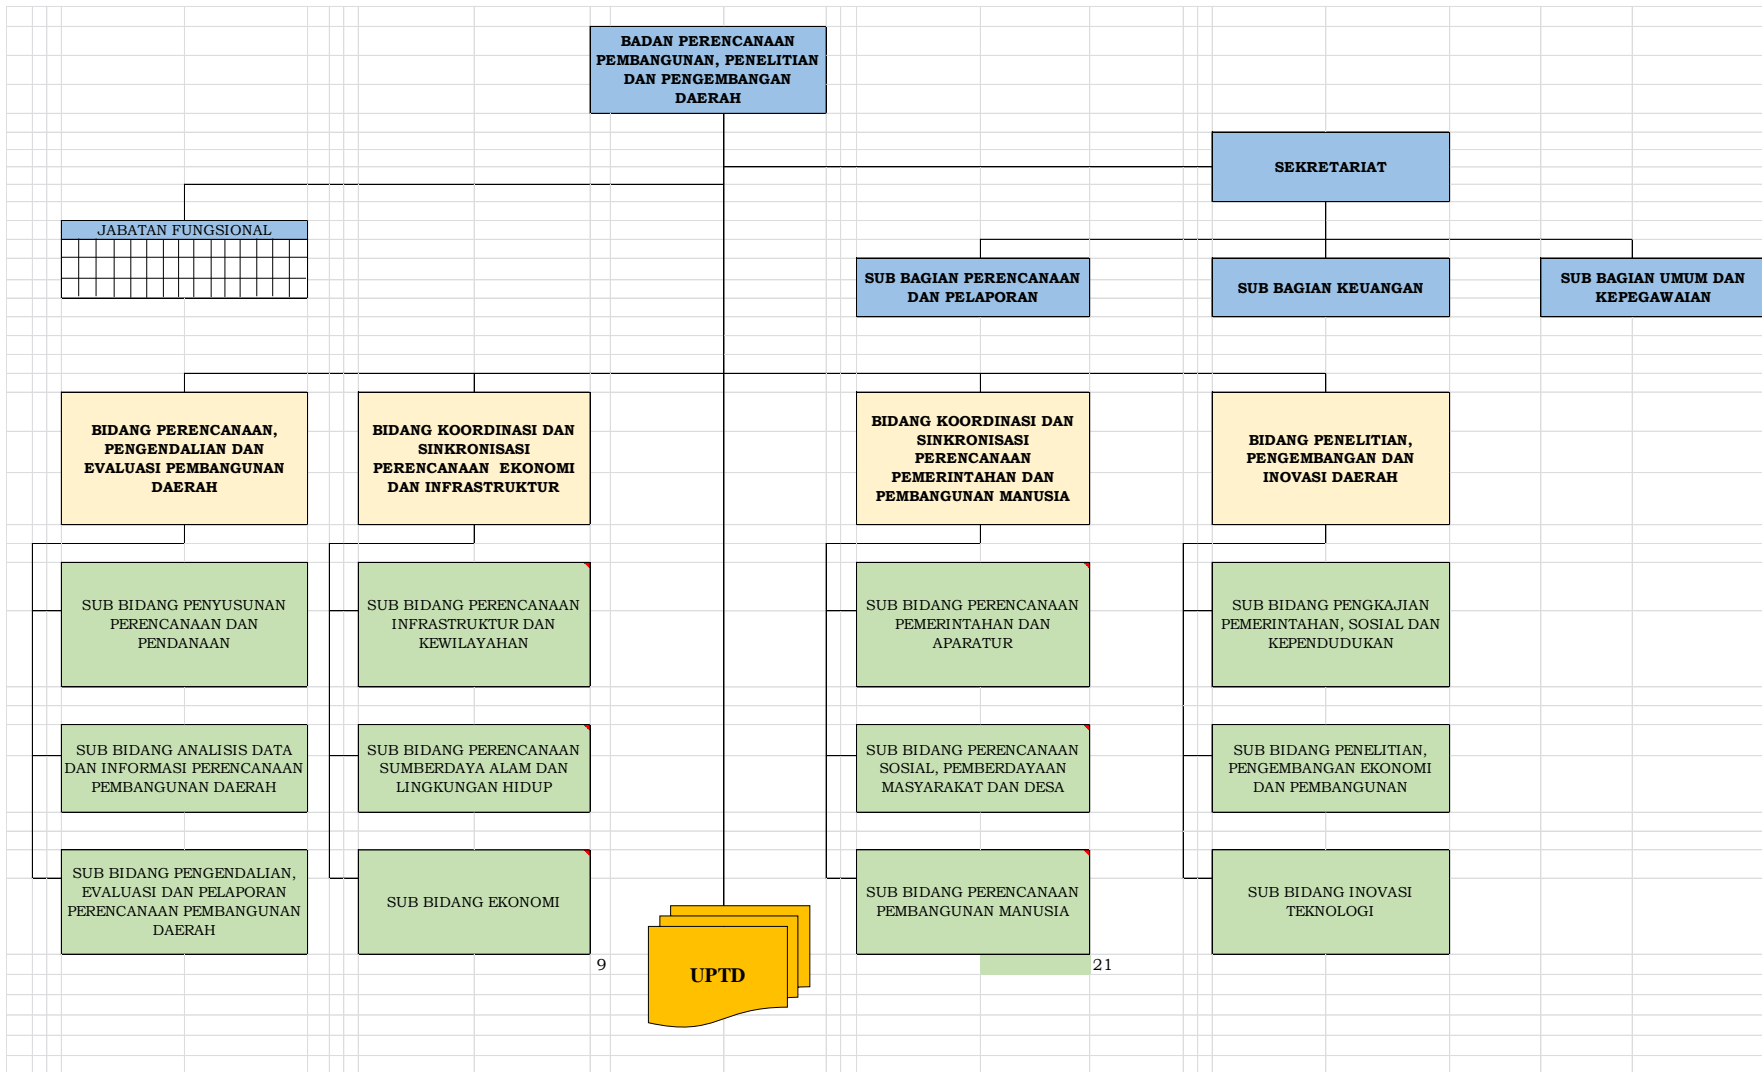 BADAN PERENCANAAN
PEMBANGUNAN, PENELITIAN
DAN PENGEMBANGAN
DAERAH
SEKRETARIAT
JABATAN FUNGSIONAL
SUB BAGIAN PERENCANAAN
DAN PELAPORAN
SUB BAGIAN KEUANGAN
SUB BAGIAN UMUM DAN
KEPEGAWAIAN
BIDANG PERENCANAAN,
PENGENDALIAN DAN
EVALUASI PEMBANGUNAN
DAERAH
BIDANG KOORDINASI DAN
SINKRONISASI
PERENCANAAN  EKONOMI
DAN INFRASTRUKTUR
BIDANG KOORDINASI DAN
SINKRONISASI
PERENCANAAN
PEMERINTAHAN DAN
PEMBANGUNAN MANUSIA
BIDANG PENELITIAN,
PENGEMBANGAN DAN
INOVASI DAERAH
SUB BIDANG PENYUSUNAN
PERENCANAAN DAN
PENDANAAN
SUB BIDANG PERENCANAAN
INFRASTRUKTUR DAN
KEWILAYAHAN
SUB BIDANG PERENCANAAN
PEMERINTAHAN DAN
APARATUR
SUB BIDANG PENGKAJIAN
PEMERINTAHAN, SOSIAL DAN
KEPENDUDUKAN
SUB BIDANG ANALISIS DATA
DAN INFORMASI PERENCANAAN
PEMBANGUNAN DAERAH
SUB BIDANG PERENCANAAN
SUMBERDAYA ALAM DAN
LINGKUNGAN HIDUP
SUB BIDANG PERENCANAAN
SOSIAL, PEMBERDAYAAN
MASYARAKAT DAN DESA
SUB BIDANG PENELITIAN,
PENGEMBANGAN EKONOMI
DAN PEMBANGUNAN
SUB BIDANG PENGENDALIAN,
EVALUASI DAN PELAPORAN
PERENCANAAN PEMBANGUNAN
DAERAH
SUB BIDANG EKONOMI
SUB BIDANG PERENCANAAN
PEMBANGUNAN MANUSIA
SUB BIDANG INOVASI
TEKNOLOGI
9
UPTD
21